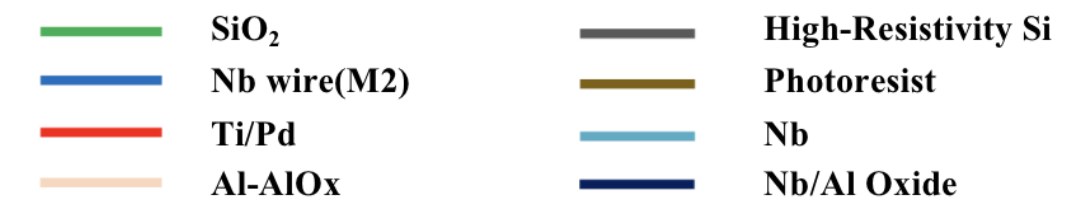 SiO₂
Nb wire(M2)
Ti/Pd
Al-AlOx
High-Resistivity Si
Photoresist
Nb
Nb/Al Oxide